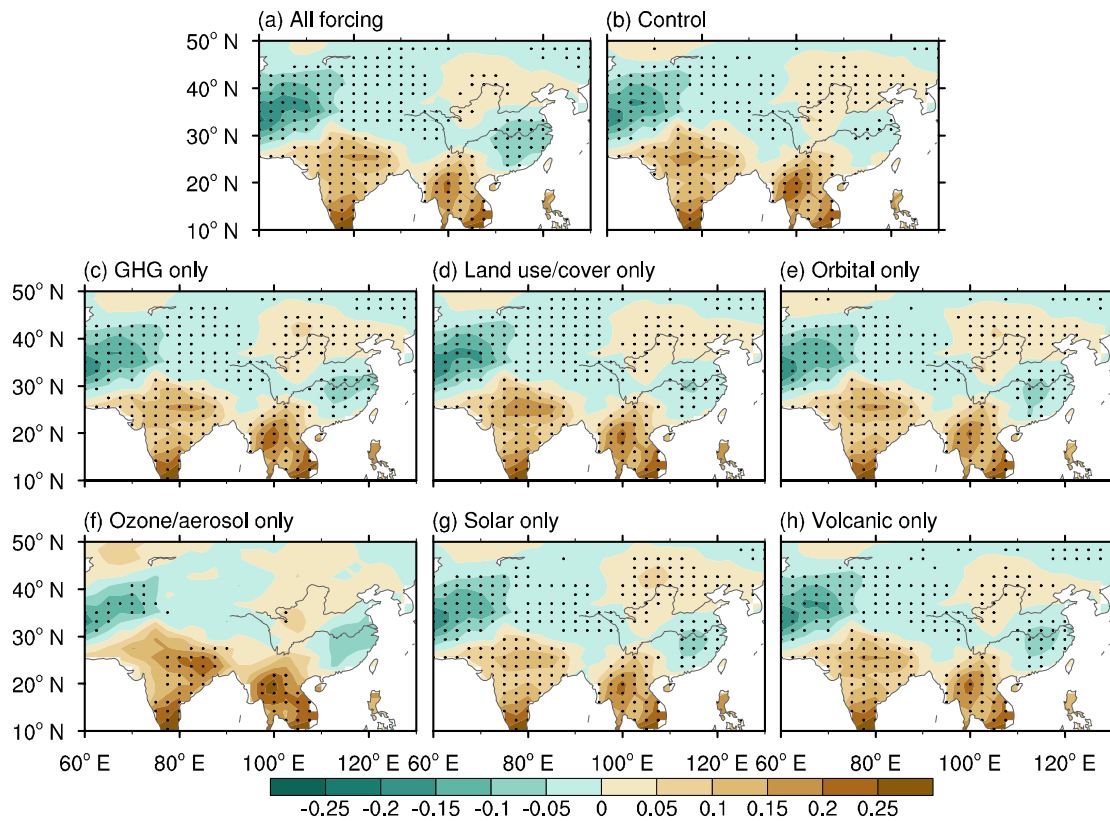 (a) All forcing
(b) Control
50° N
40° N
30° N
20° N
10° N
(c) GHG only
(d) Land use/cover only
(e) Orbital only
50° N
40° N
30° N
20° N
10° N
(f) Ozone/aerosol only
(g) Solar only
(h) Volcanic only
50° N
40° N
30° N
20° N
10° N
60° E 80° E 100° E 120° E 80° E 100° E 120° E 80° E 100° E 120° E
-0.25 -0.2 -0.15 -0.1 -0.05 0 0.05 0.1 0.15 0.2 0.25